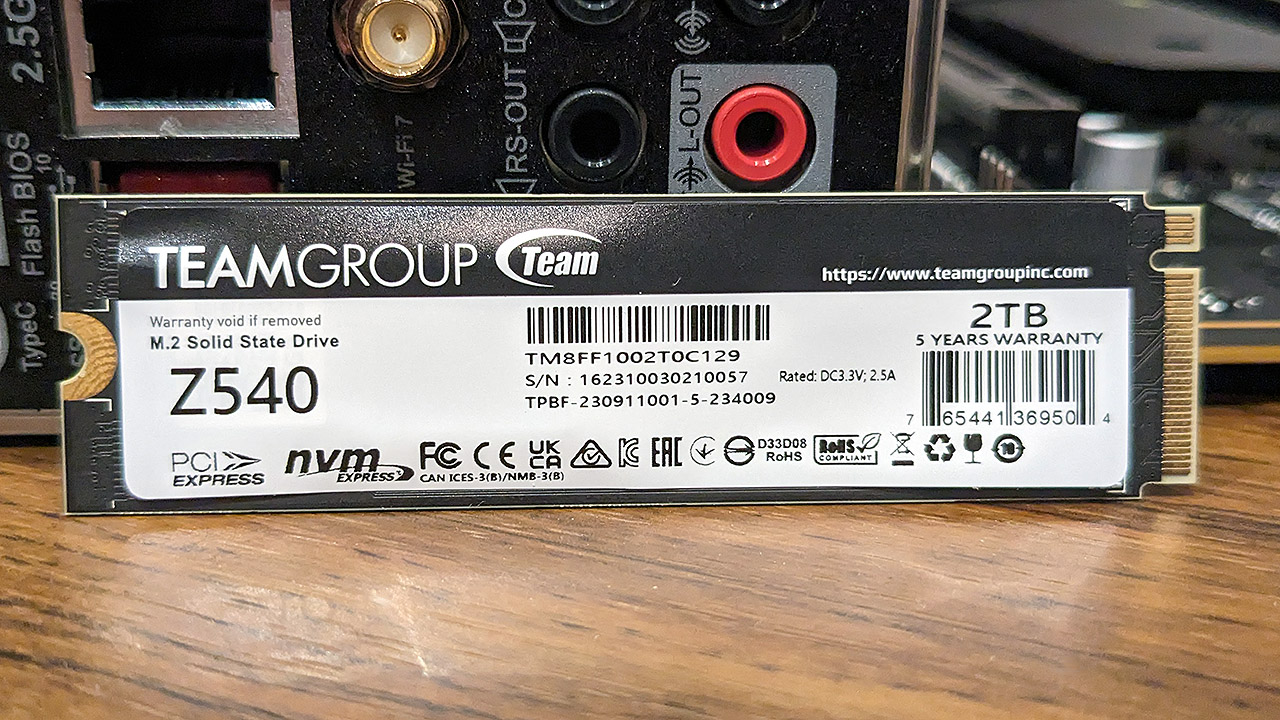 2.5G
Flash BIOS
10
TypeC
Wi-Fi 7
RS-OUT
L-OUT
TEAMGROUP Team
https://www.teamgroupinc.com
Warranty void if removed
M.2 Solid State Drive
Z540
TM8FF1002T0C129
S/N : 162310030210057
Rated: DC3.3V; 2.5A
TPBF-230911001-5-234009
2TB
5 YEARS WARRANTY
7 65441 36950 4
PCI
EXPRESS
nvm
EXPRESS
FC CE UK CA EAC
CAN ICES-3(B)/NMB-3(B)
D33D08
RoHS
RoHS
COMPLIANT
10